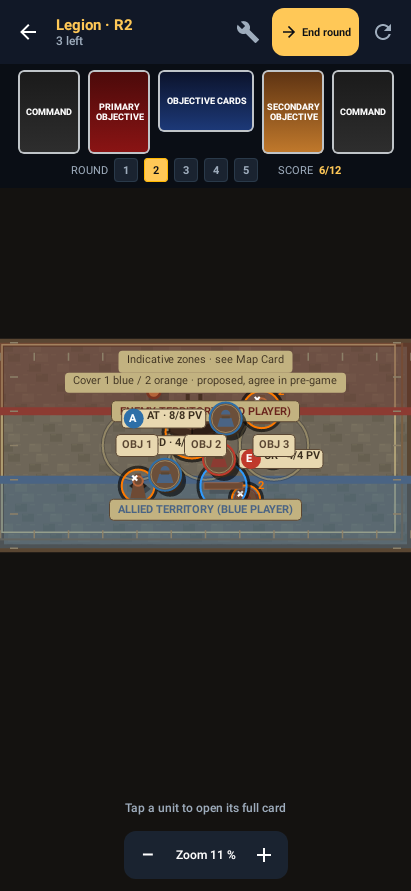 Legion · R2
3 left
End round
COMMAND
PRIMARY
OBJECTIVE
OBJECTIVE CARDS
SECONDARY
OBJECTIVE
COMMAND
ROUND 1 2 3 4 5 SCORE 6/12
Indicative zones · see Map Card
Cover 1 blue / 2 orange · proposed, agree in pre-game
A AT · 8/8 PV
OBJ 1
OBJ 2
OBJ 3
E 4/4 PV
2
ALLIED TERRITORY (BLUE PLAYER)
Tap a unit to open its full card
− Zoom 11 % +